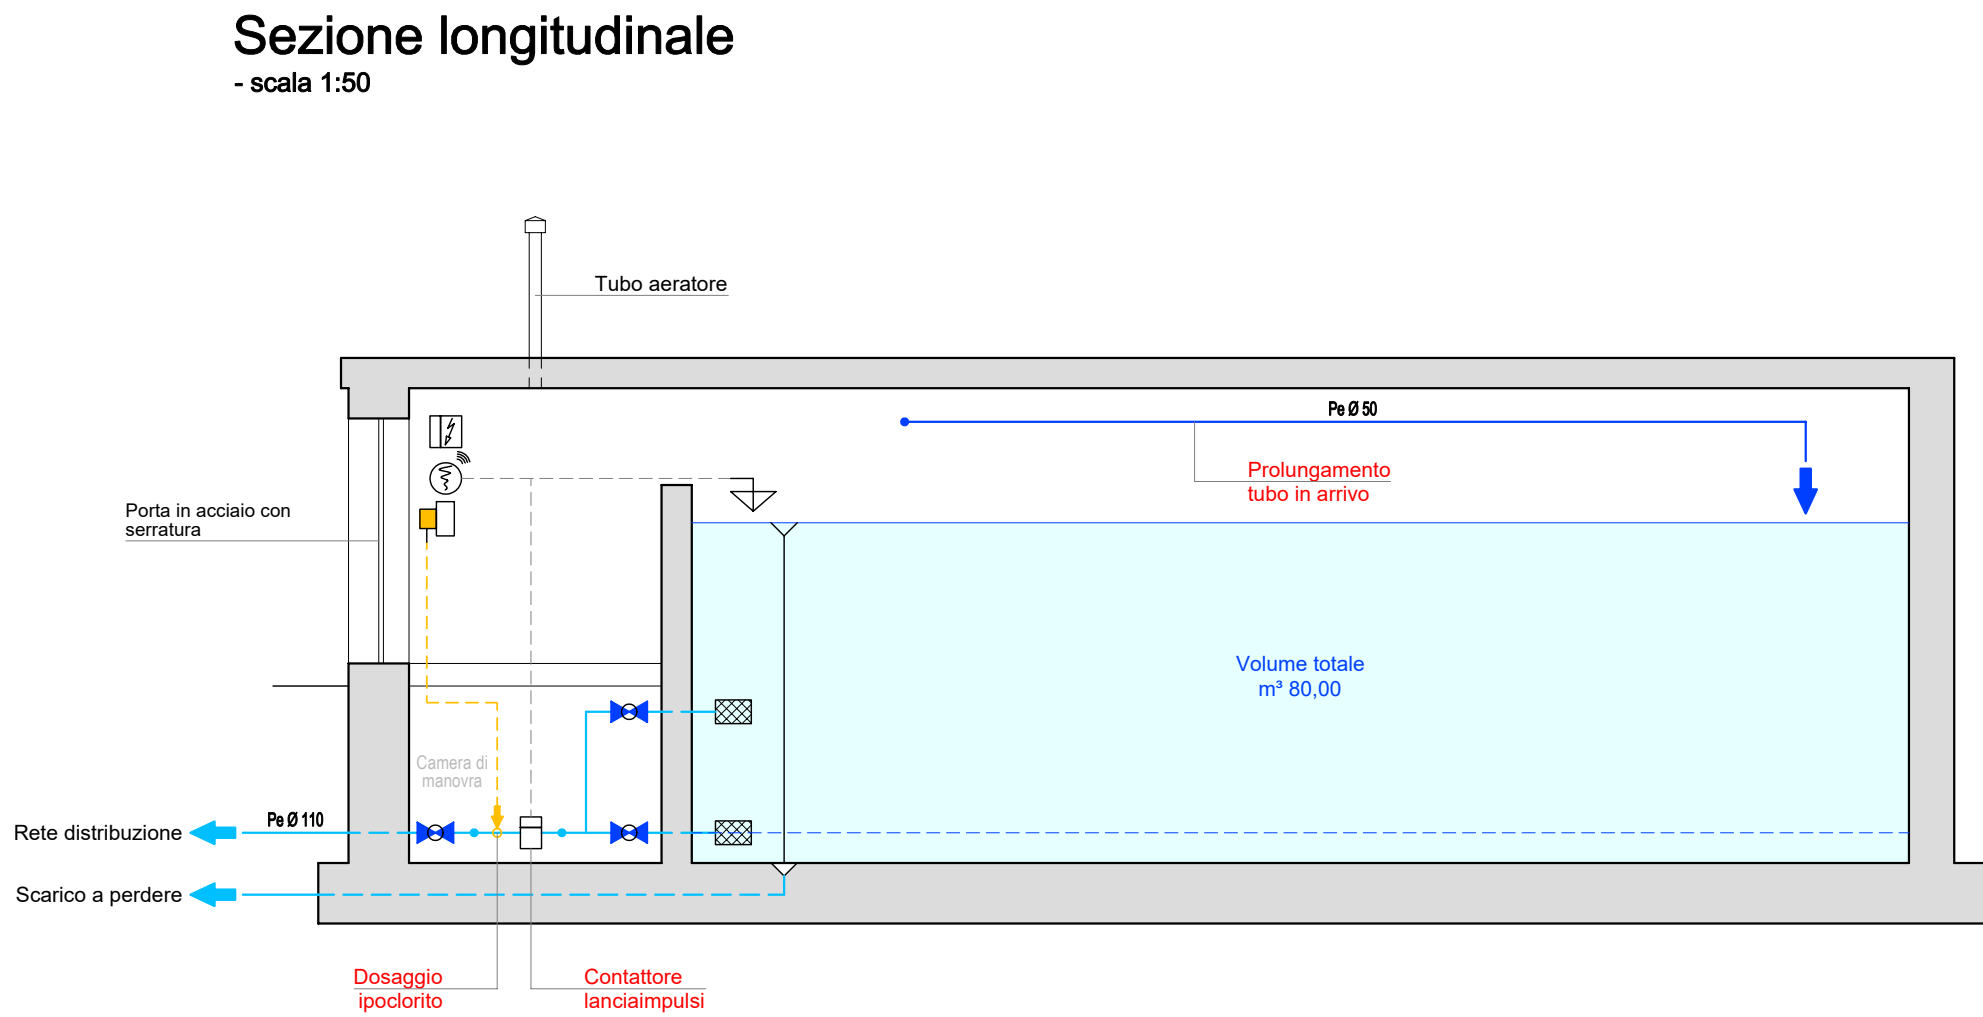 Sezione longitudinale
- scala 1:50
Tubo aeratore
Pe Ø 50
Prolungamento
tubo in arrivo
Porta in acciaio con
serratura
Volume totale
m³ 80,00
Camera di
manovra
Pe Ø 110
Rete distribuzione
Scarico a perdere
Dosaggio
ipoclorito
Contattore
lanciaimpulsi